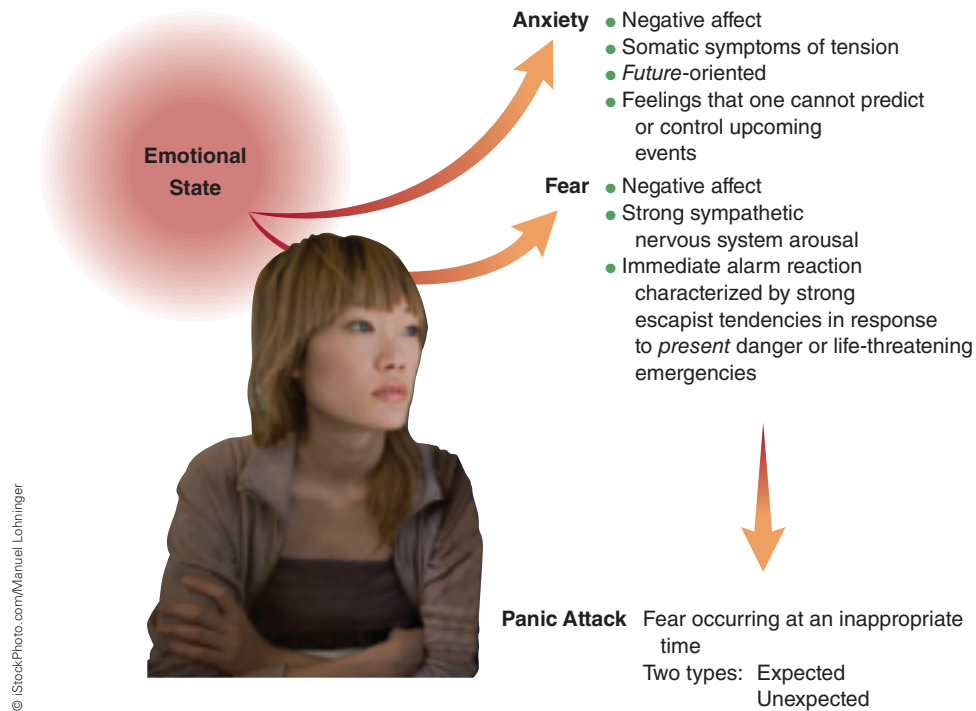 Emotional
State
Anxiety
● Negative affect
● Somatic symptoms of tension
● Future-oriented
● Feelings that one cannot predict
or control upcoming
events
Fear
● Negative affect
● Strong sympathetic
nervous system arousal
● Immediate alarm reaction
characterized by strong
escapist tendencies in response
to present danger or life-threatening
emergencies
Panic Attack Fear occurring at an inappropriate
time
Two types: Expected
Unexpected
© iStockPhoto.com/Manuel Lohninger